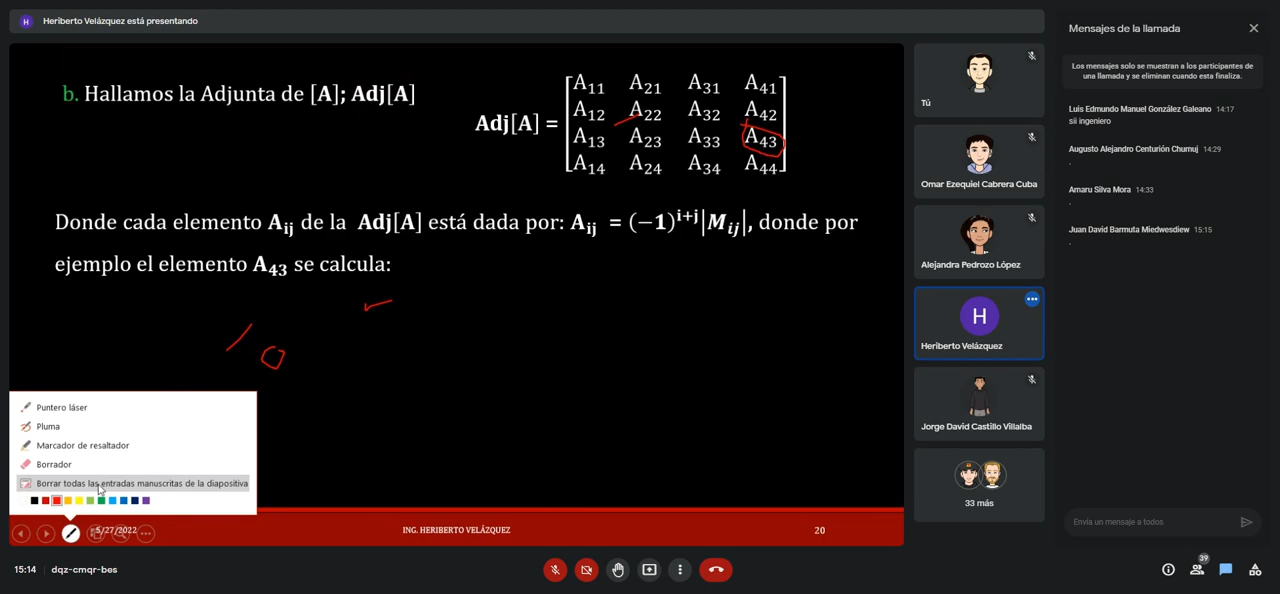 H Heriberto Velázquez está presentando
b. Hallamos la Adjunta de [A]; Adj[A]
Adj[A] =
A11 A21 A31 A41
A12 A22 A32 A42
A13 A23 A33 A43
A14 A24 A34 A44
Donde cada elemento Aij de la Adj[A] está dada por: Aij = (−1)^i+j |Mij|, donde por
ejemplo el elemento A43 se calcula:
Puntero láser
Pluma
Marcador de resaltador
Borrador
Borrar todas las entradas manuscritas de la diapositiva
5/27/2022
ING. HERIBERTO VELÁZQUEZ
20
15:14 | dqz-cmqr-bes
Tú
Omar Ezequiel Cabrera Cuba
Alejandra Pedrozo López
H
Heriberto Velázquez
Jorge David Castillo Villalba
33 más
Mensajes de la llamada
Los mensajes solo se muestran a los participantes de
una llamada y se eliminan cuando esta finaliza.
Luis Edmundo Manuel González Galeano 14:17
sii ingeniero
Augusto Alejandro Centurión Churnuj 14:29
.
Amaru Silva Mora 14:33
.
Juan David Barmuta Miedwesdiew 15:15
.
Envía un mensaje a todos
39